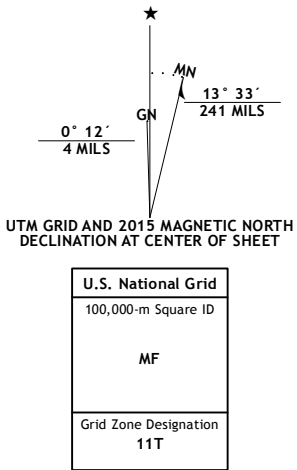 ★
MN
GN
13° 33´
241 MILS
0° 12´
4 MILS
UTM GRID AND 2015 MAGNETIC NORTH
DECLINATION AT CENTER OF SHEET
U.S. National Grid
100,000-m Square ID
MF
Grid Zone Designation
11T